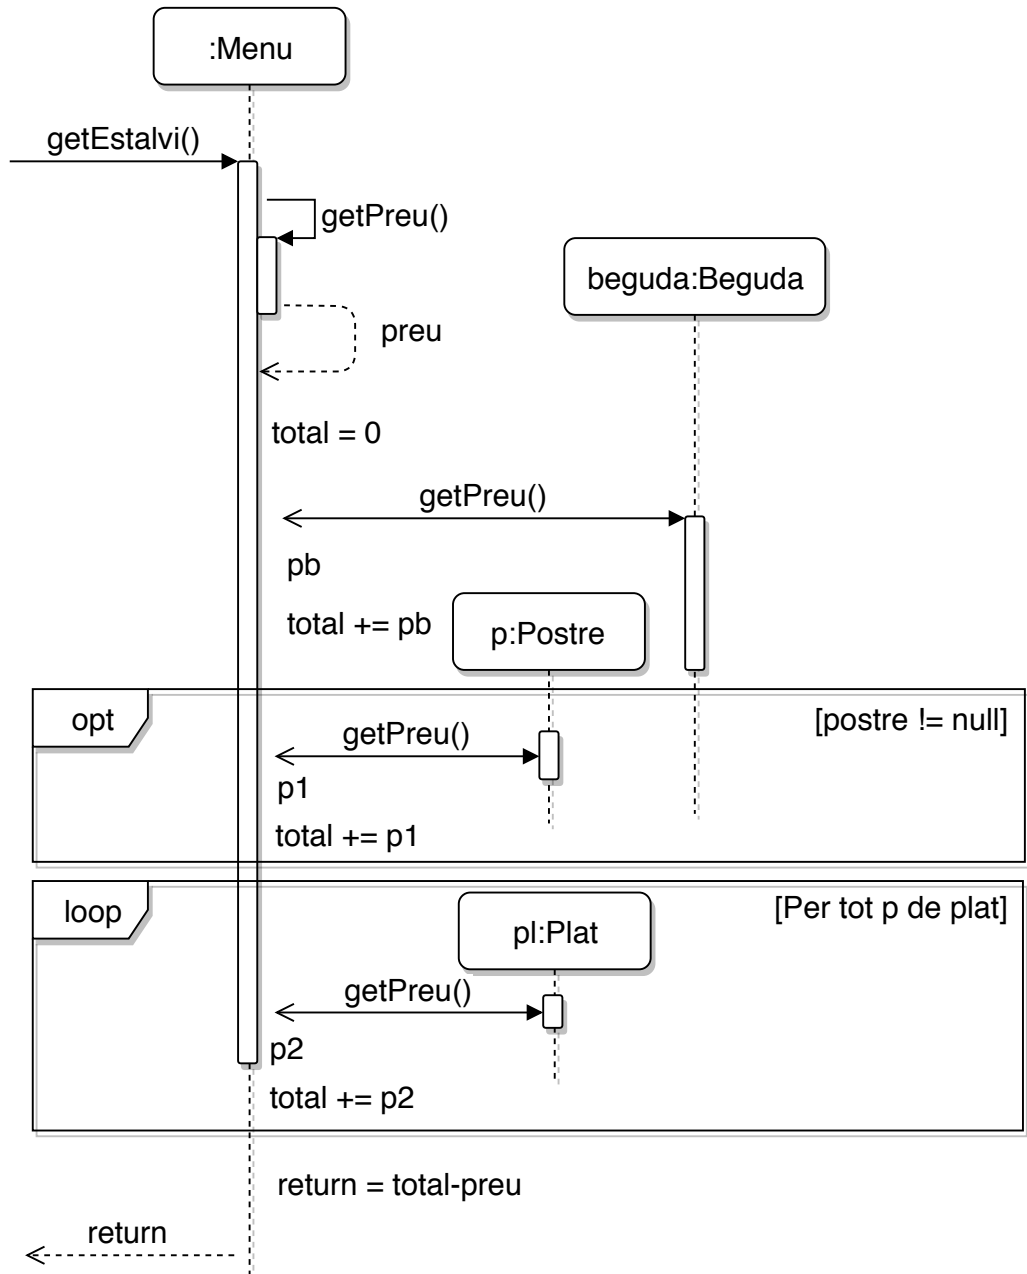 :Menu
getEstalvi()
getPreu()
beguda:Beguda
preu
total = 0
getPreu()
pb
total += pb
p:Postre
opt
[postre != null]
getPreu()
p1
total += p1
loop
[Per tot p de plat]
pl:Plat
getPreu()
p2
total += p2
return = total-preu
return